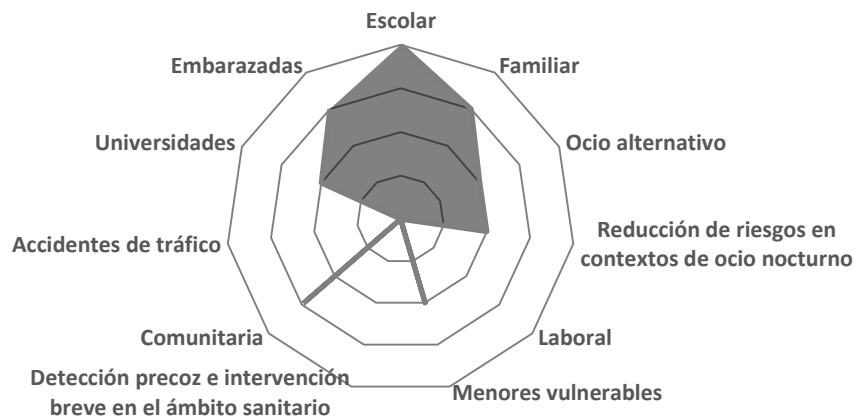 Escolar
Embarazadas
Familiar
Universidades
Ocio alternativo
Accidentes de tráfico
Reducción de riesgos en
contextos de ocio nocturno
Comunitaria
Laboral
Detección precoz e intervención
breve en el ámbito sanitario
Menores vulnerables